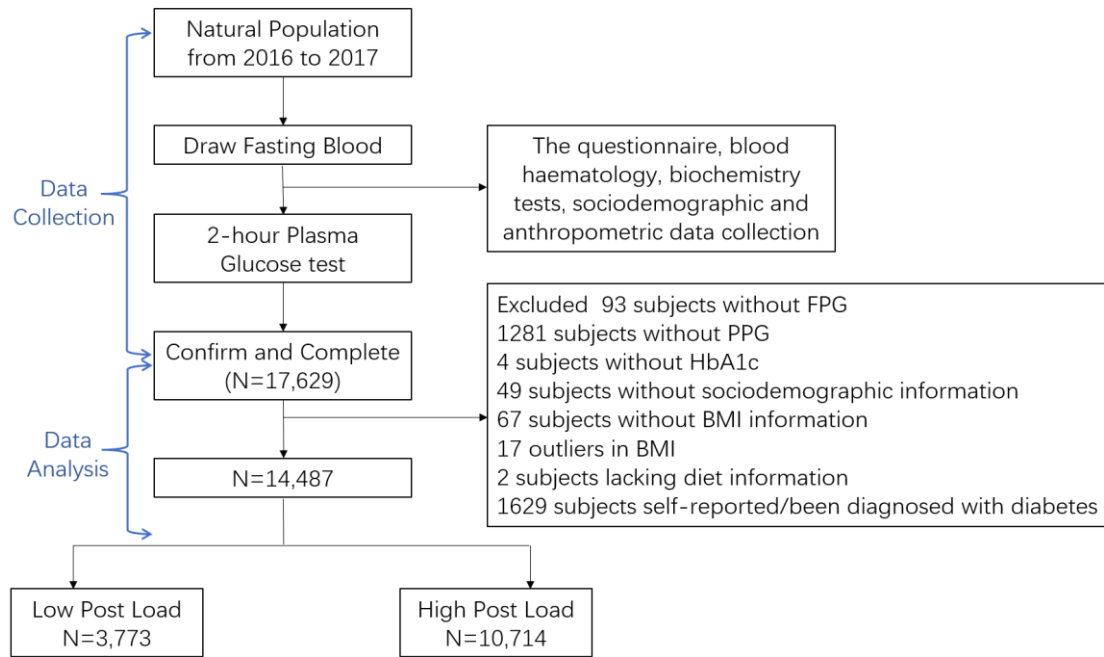 Natural Population
from 2016 to 2017
Draw Fasting Blood
The questionnaire, blood
haematology, biochemistry
tests, sociodemographic and
anthropometric data collection
Data
Collection
2-hour Plasma
Glucose test
Confirm and Complete
(N=17,629)
Excluded  93 subjects without FPG
1281 subjects without PPG
4 subjects without HbA1c
49 subjects without sociodemographic information
67 subjects without BMI information
17 outliers in BMI
2 subjects lacking diet information
1629 subjects self-reported/been diagnosed with diabetes
Data
Analysis
N=14,487
Low Post Load
N=3,773
High Post Load
N=10,714